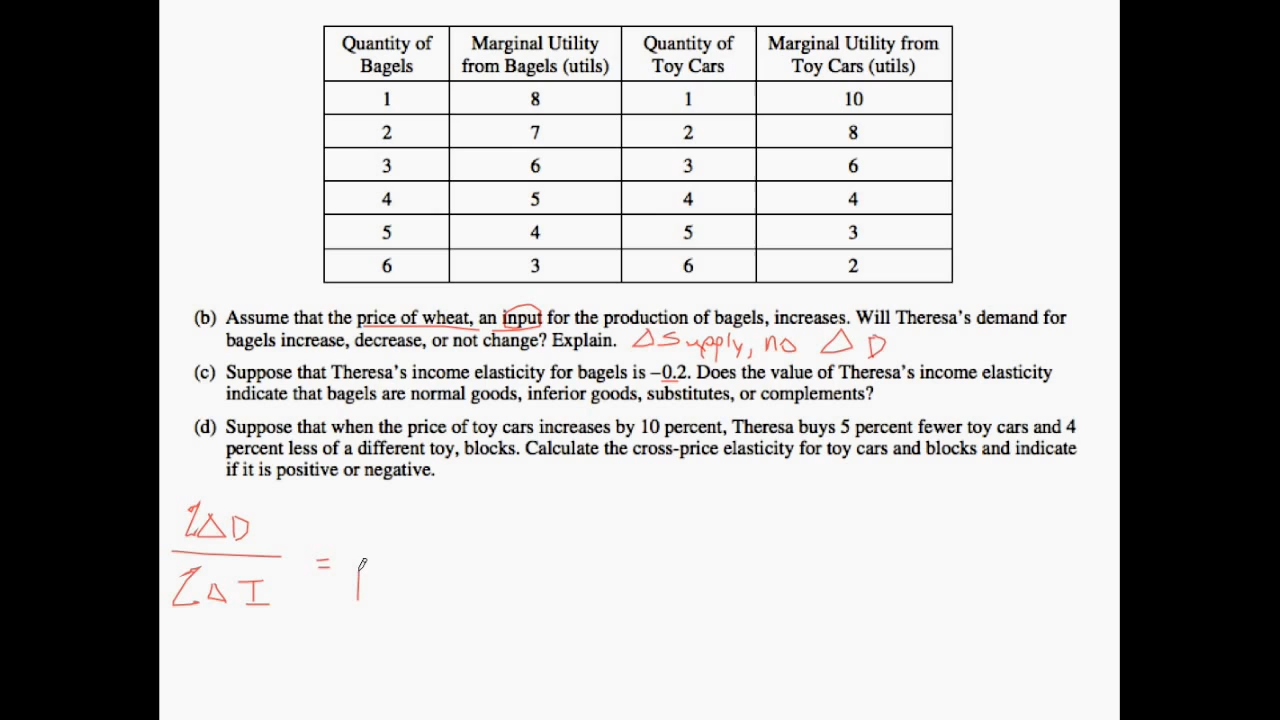 Quantity of Bagels Marginal Utility from Bagels (utils) Quantity of Toy Cars Marginal Utility from Toy Cars (utils)
1 8 1 10
2 7 2 8
3 6 3 6
4 5 4 4
5 4 5 3
6 3 6 2
(b) Assume that the price of wheat, an input for the production of bagels, increases. Will Theresa's demand for
bagels increase, decrease, or not change? Explain. Δ Supply, no Δ D
(c) Suppose that Theresa's income elasticity for bagels is −0.2. Does the value of Theresa's income elasticity
indicate that bagels are normal goods, inferior goods, substitutes, or complements?
(d) Suppose that when the price of toy cars increases by 10 percent, Theresa buys 5 percent fewer toy cars and 4
percent less of a different toy, blocks. Calculate the cross-price elasticity for toy cars and blocks and indicate
if it is positive or negative.
%ΔD
=
%ΔI